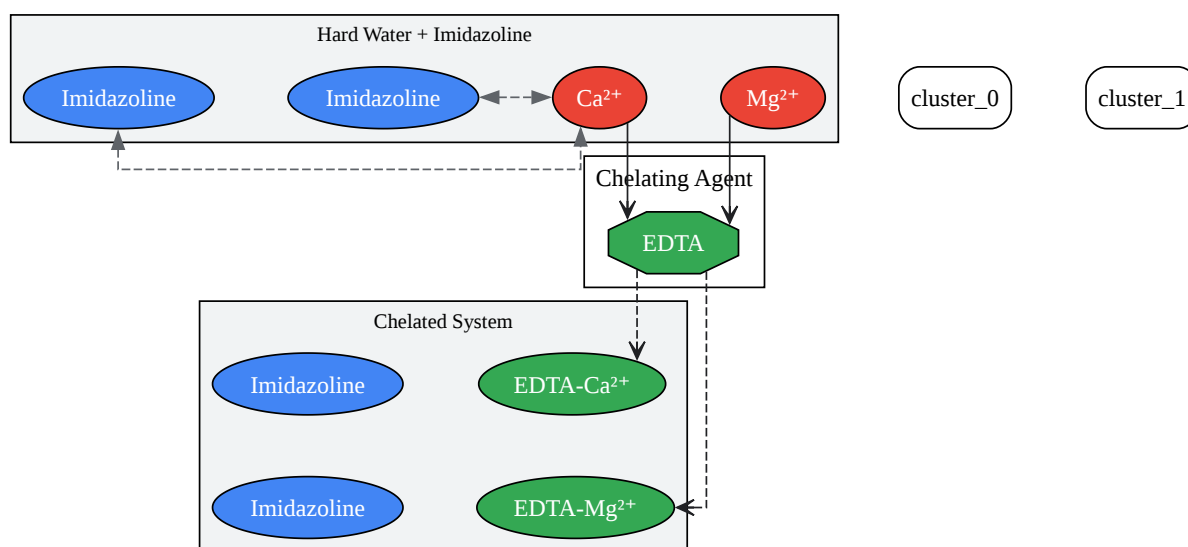 Hard Water + Imidazoline
Imidazoline
Imidazoline
Ca²⁺
Mg²⁺
cluster_0
cluster_1
Chelating Agent
EDTA
Chelated System
Imidazoline
EDTA-Ca²⁺
Imidazoline
EDTA-Mg²⁺